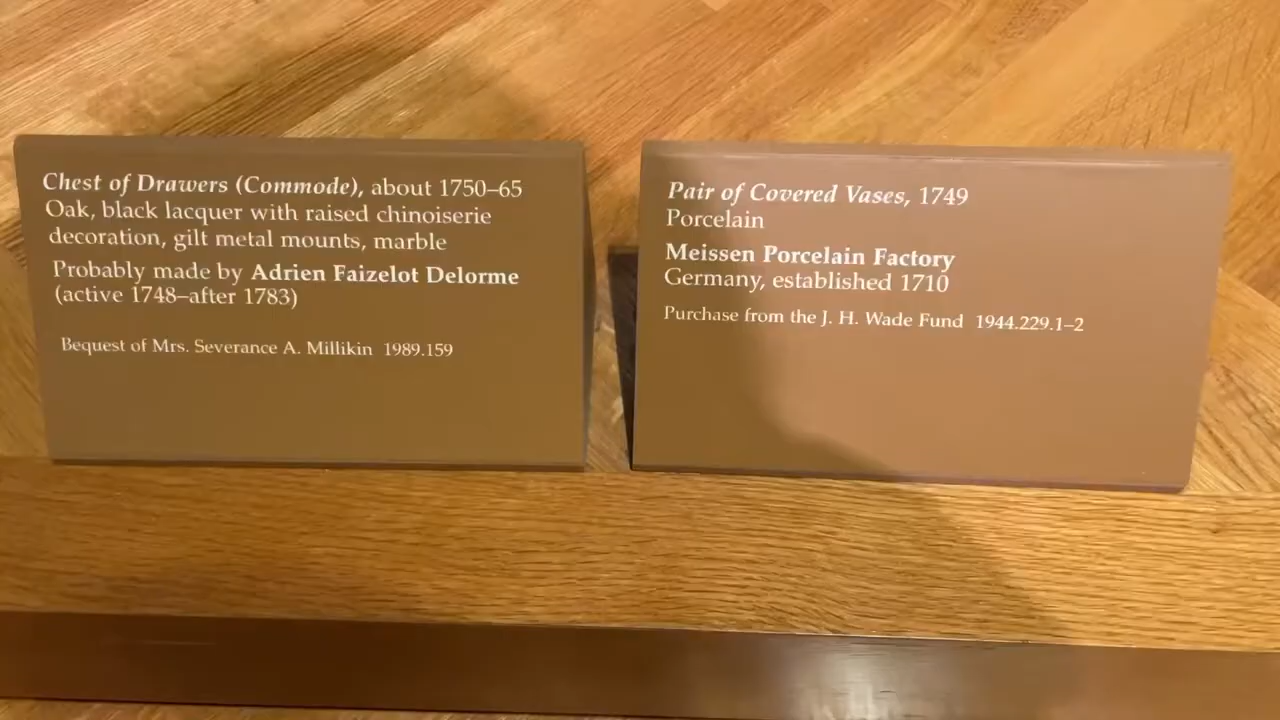 Chest of Drawers (Commode), about 1750–65
Oak, black lacquer with raised chinoiserie
decoration, gilt metal mounts, marble
Probably made by Adrien Faizelot Delorme
(active 1748–after 1783)
Bequest of Mrs. Severance A. Millikin 1989.159
Pair of Covered Vases, 1749
Porcelain
Meissen Porcelain Factory
Germany, established 1710
Purchase from the J. H. Wade Fund 1944.229.1–2